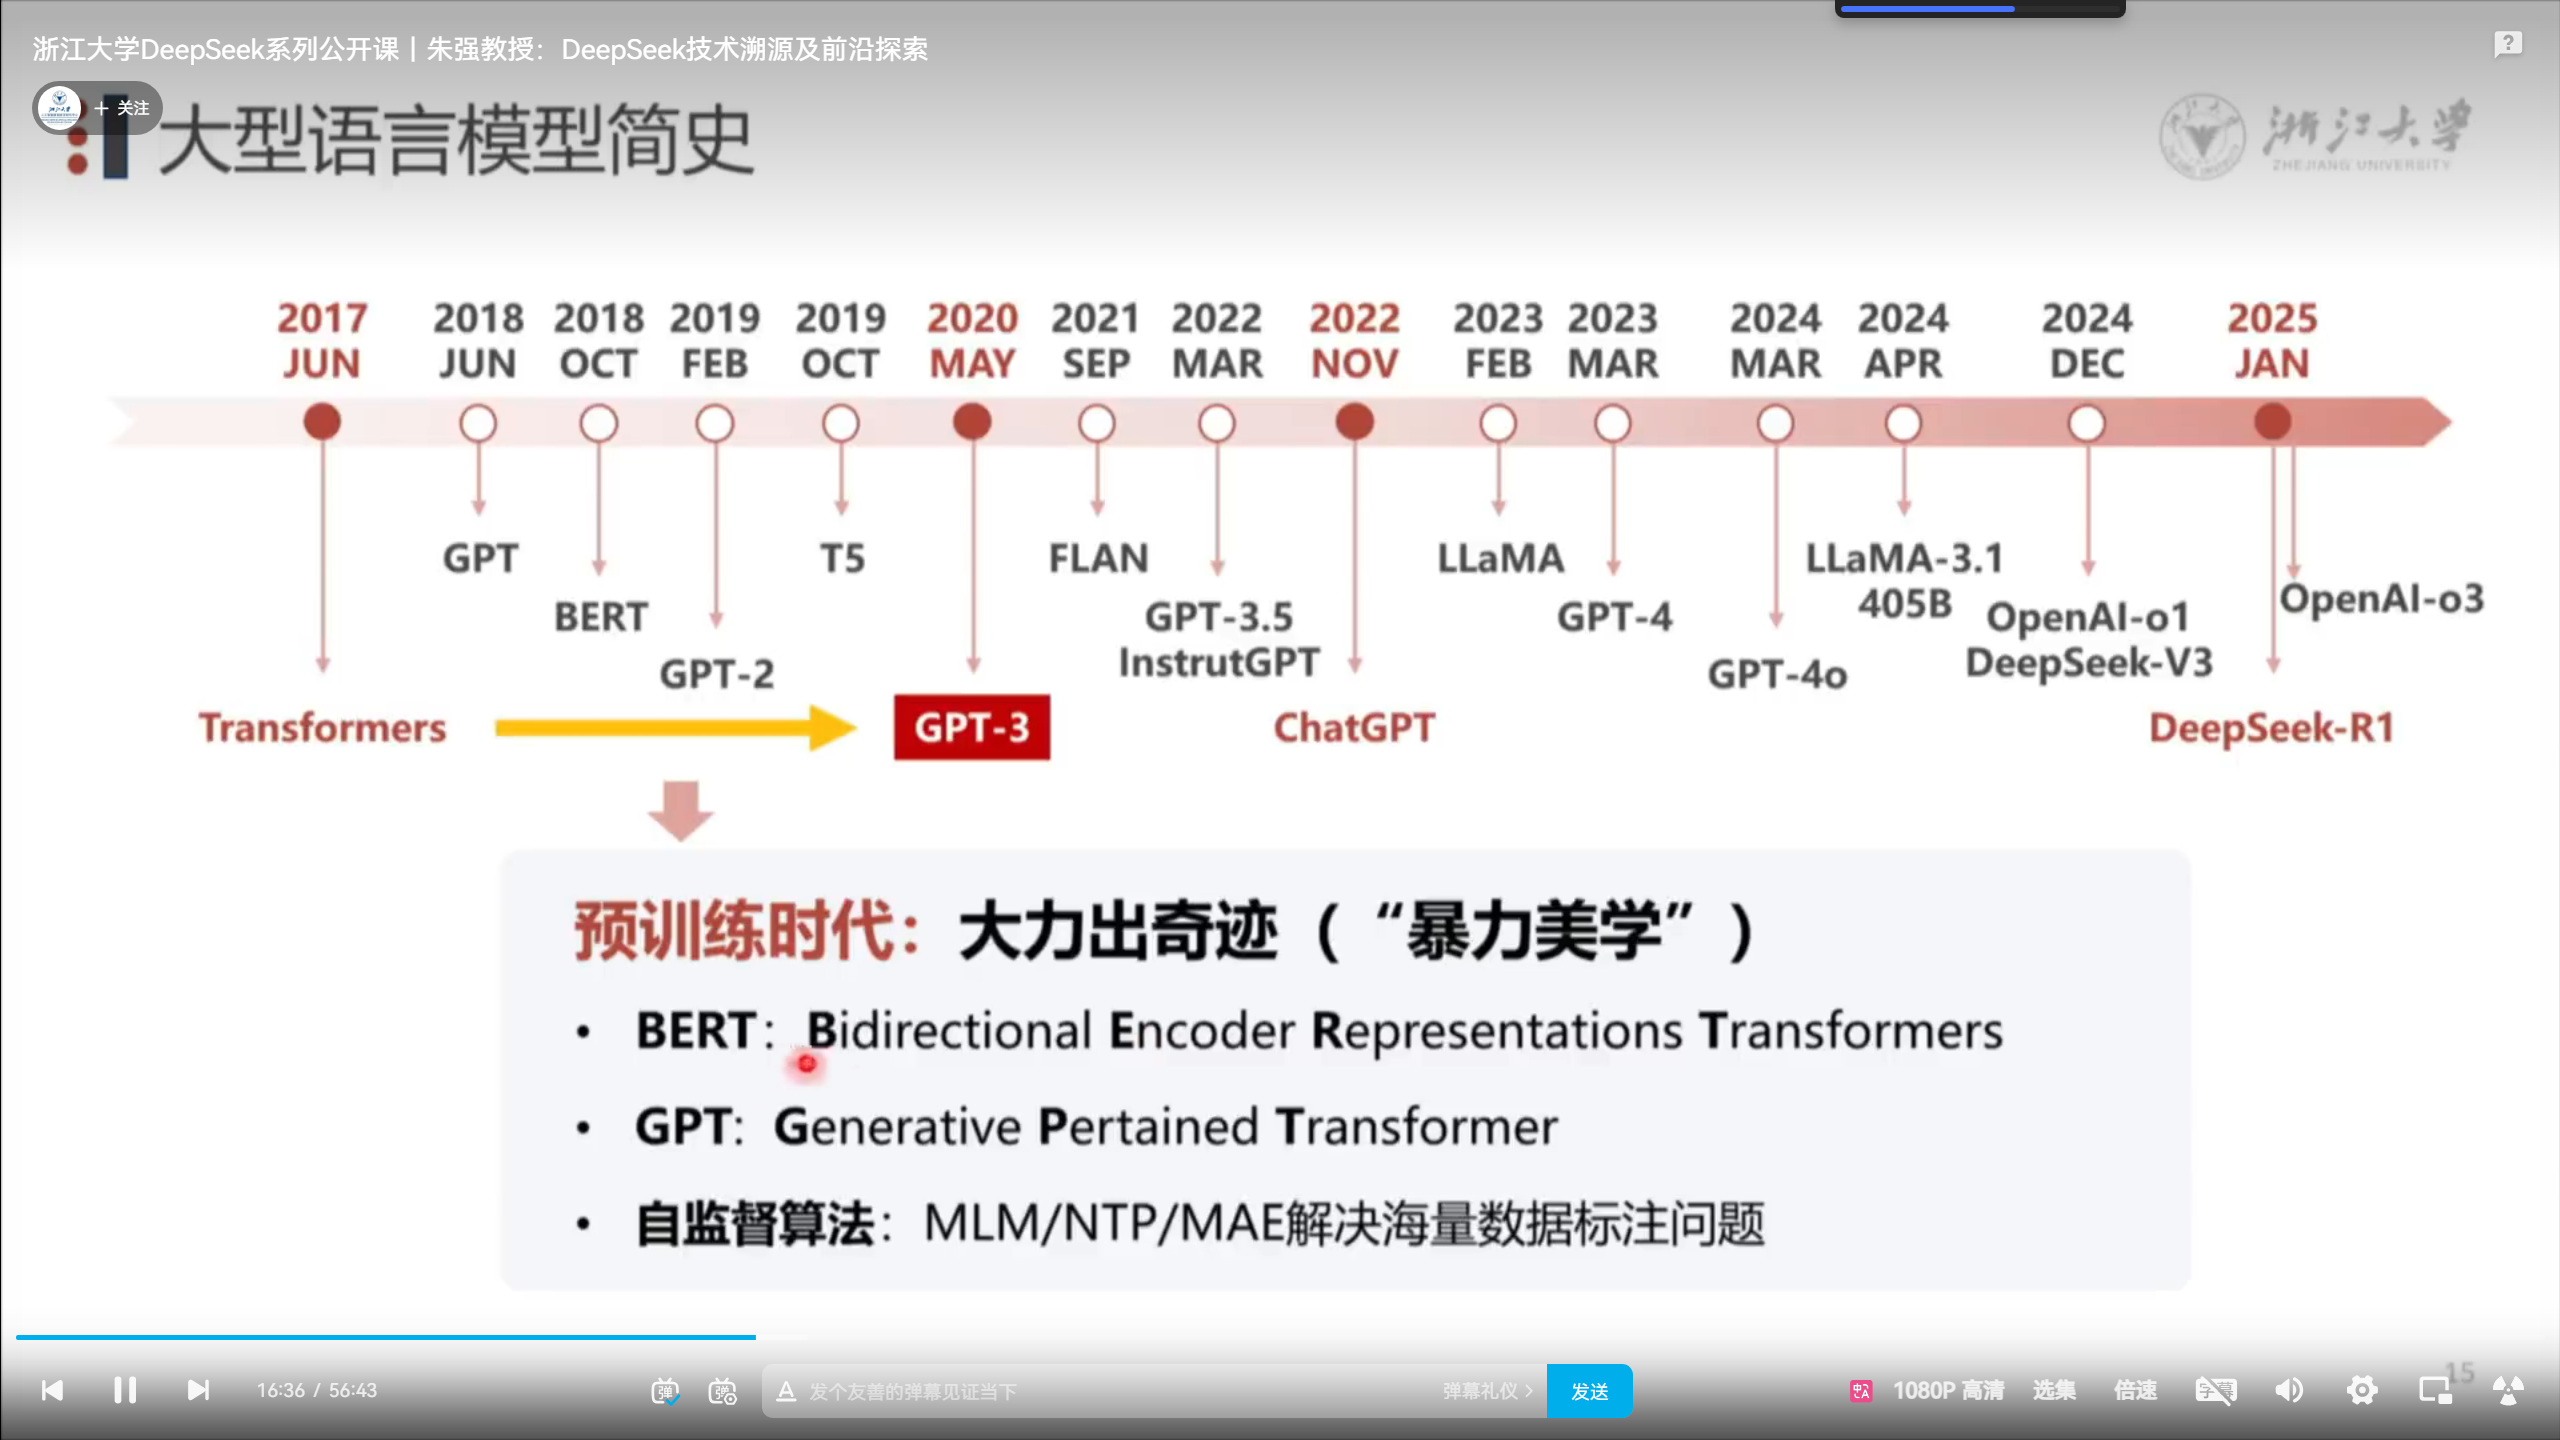 浙江大学DeepSeek系列公开课｜朱强教授：DeepSeek技术溯源及前沿探索
+ 关注
大型语言模型简史
浙江大学
ZHEJIANG UNIVERSITY
2017 JUN
2018 JUN
2018 OCT
2019 FEB
2019 OCT
2020 MAY
2021 SEP
2022 MAR
2022 NOV
2023 FEB
2023 MAR
2024 MAR
2024 APR
2024 DEC
2025 JAN
GPT
T5
FLAN
LLaMA
LLaMA-3.1
405B
OpenAI-o3
BERT
GPT-3.5
InstrutGPT
GPT-4
OpenAI-o1
DeepSeek-V3
GPT-2
GPT-4o
Transformers
GPT-3
ChatGPT
DeepSeek-R1
预训练时代：大力出奇迹（“暴力美学”）
• BERT：Bidirectional Encoder Representations Transformers
• GPT: Generative Pertained Transformer
• 自监督算法：MLM/NTP/MAE解决海量数据标注问题
15
16:36 / 56:43
弹
弹
A 发个友善的弹幕见证当下
弹幕礼仪 >
发送
1080P 高清
选集
倍速
字幕